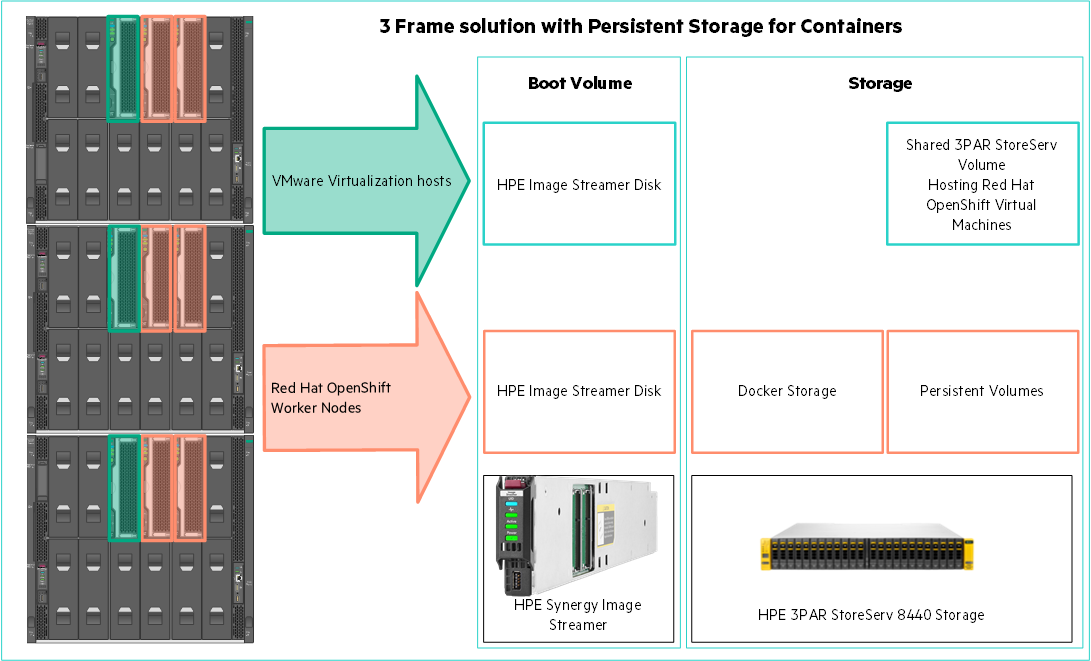 3 Frame solution with Persistent Storage for Containers
Boot Volume
Storage
VMware Virtualization hosts
HPE Image Streamer Disk
Shared 3PAR StoreServ
Volume
Hosting Red Hat
OpenShift Virtual
Machines
Red Hat OpenShift
Worker Nodes
HPE Image Streamer Disk
Docker Storage
Persistent Volumes
HPE Synergy Image
Streamer
HPE 3PAR StoreServ 8440 Storage